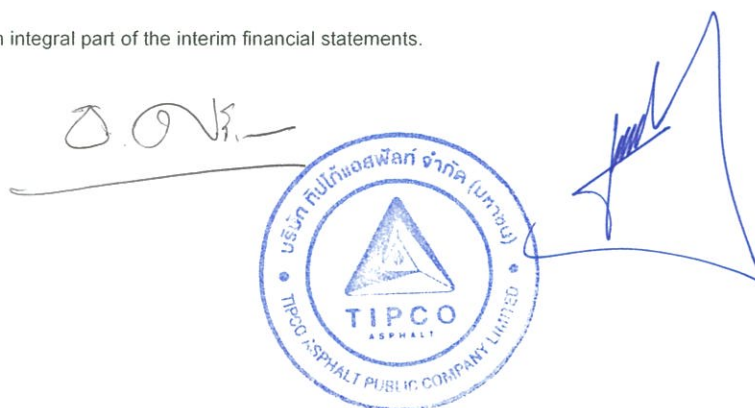 n integral part of the interim financial statements.
บริษัท ทิปโก้แอสฟัลท์ จำกัด (มหาชน)
TIPCO
ASPHALT
TIPCO ASPHALT PUBLIC COMPANY LIMITED